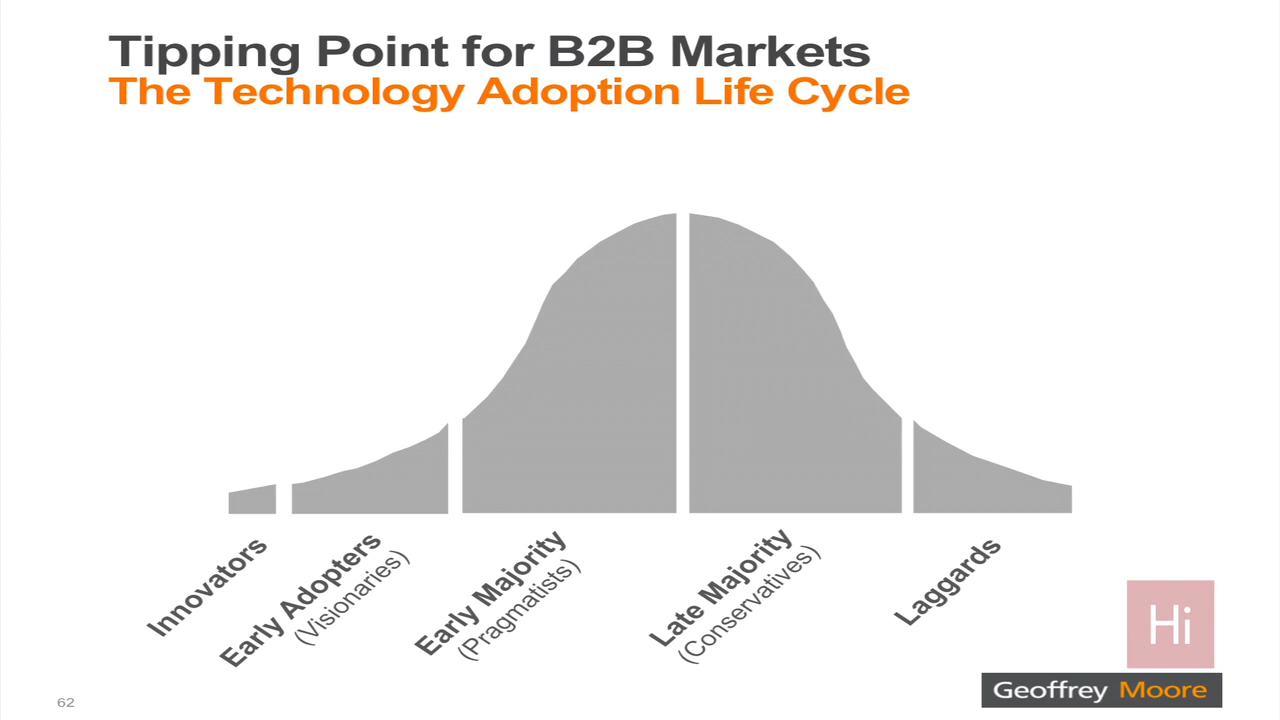 Tipping Point for B2B Markets
The Technology Adoption Life Cycle
Innovators
Early Adopters
(Visionaries)
Early Majority
(Pragmatists)
Late Majority
(Conservatives)
Laggards
Hi
Geoffrey Moore
62